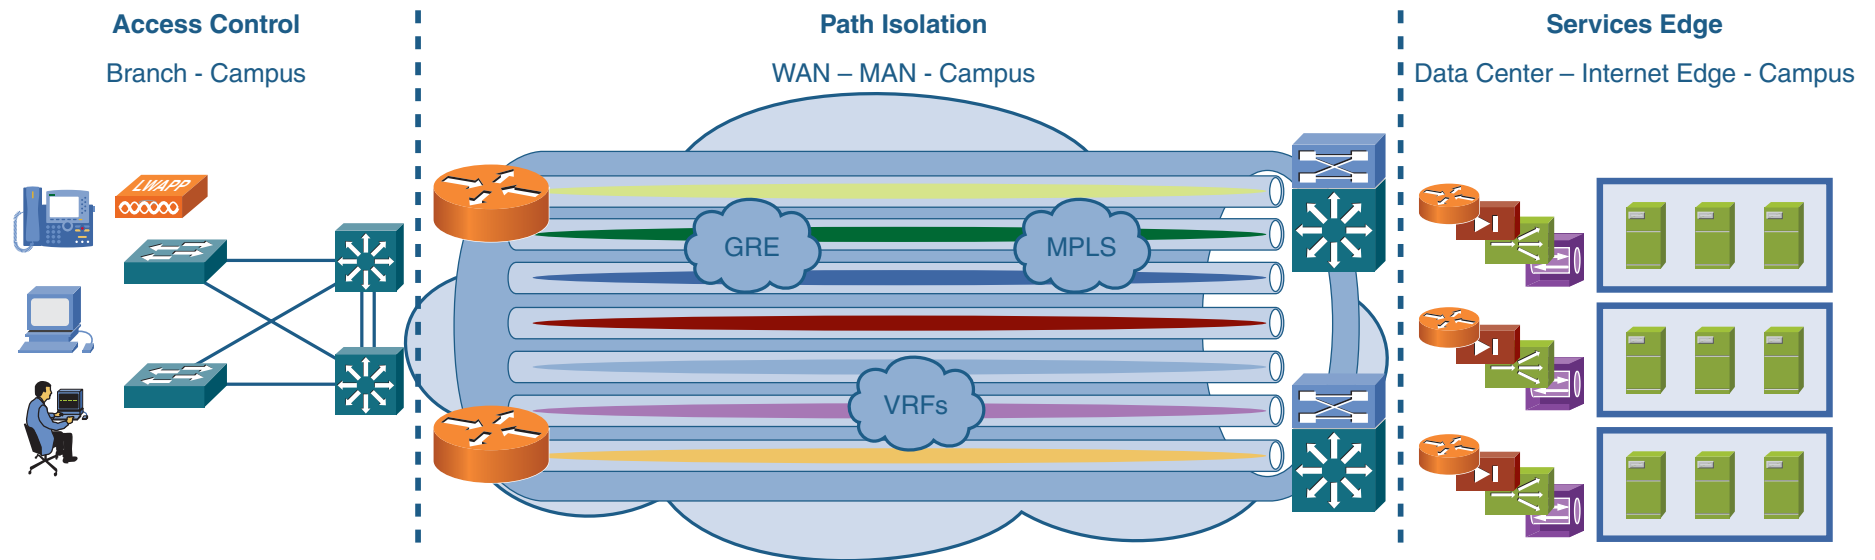 Access Control
Branch - Campus
Path Isolation
WAN – MAN - Campus
Services Edge
Data Center – Internet Edge - Campus
LWAPP
GRE
MPLS
VRFs